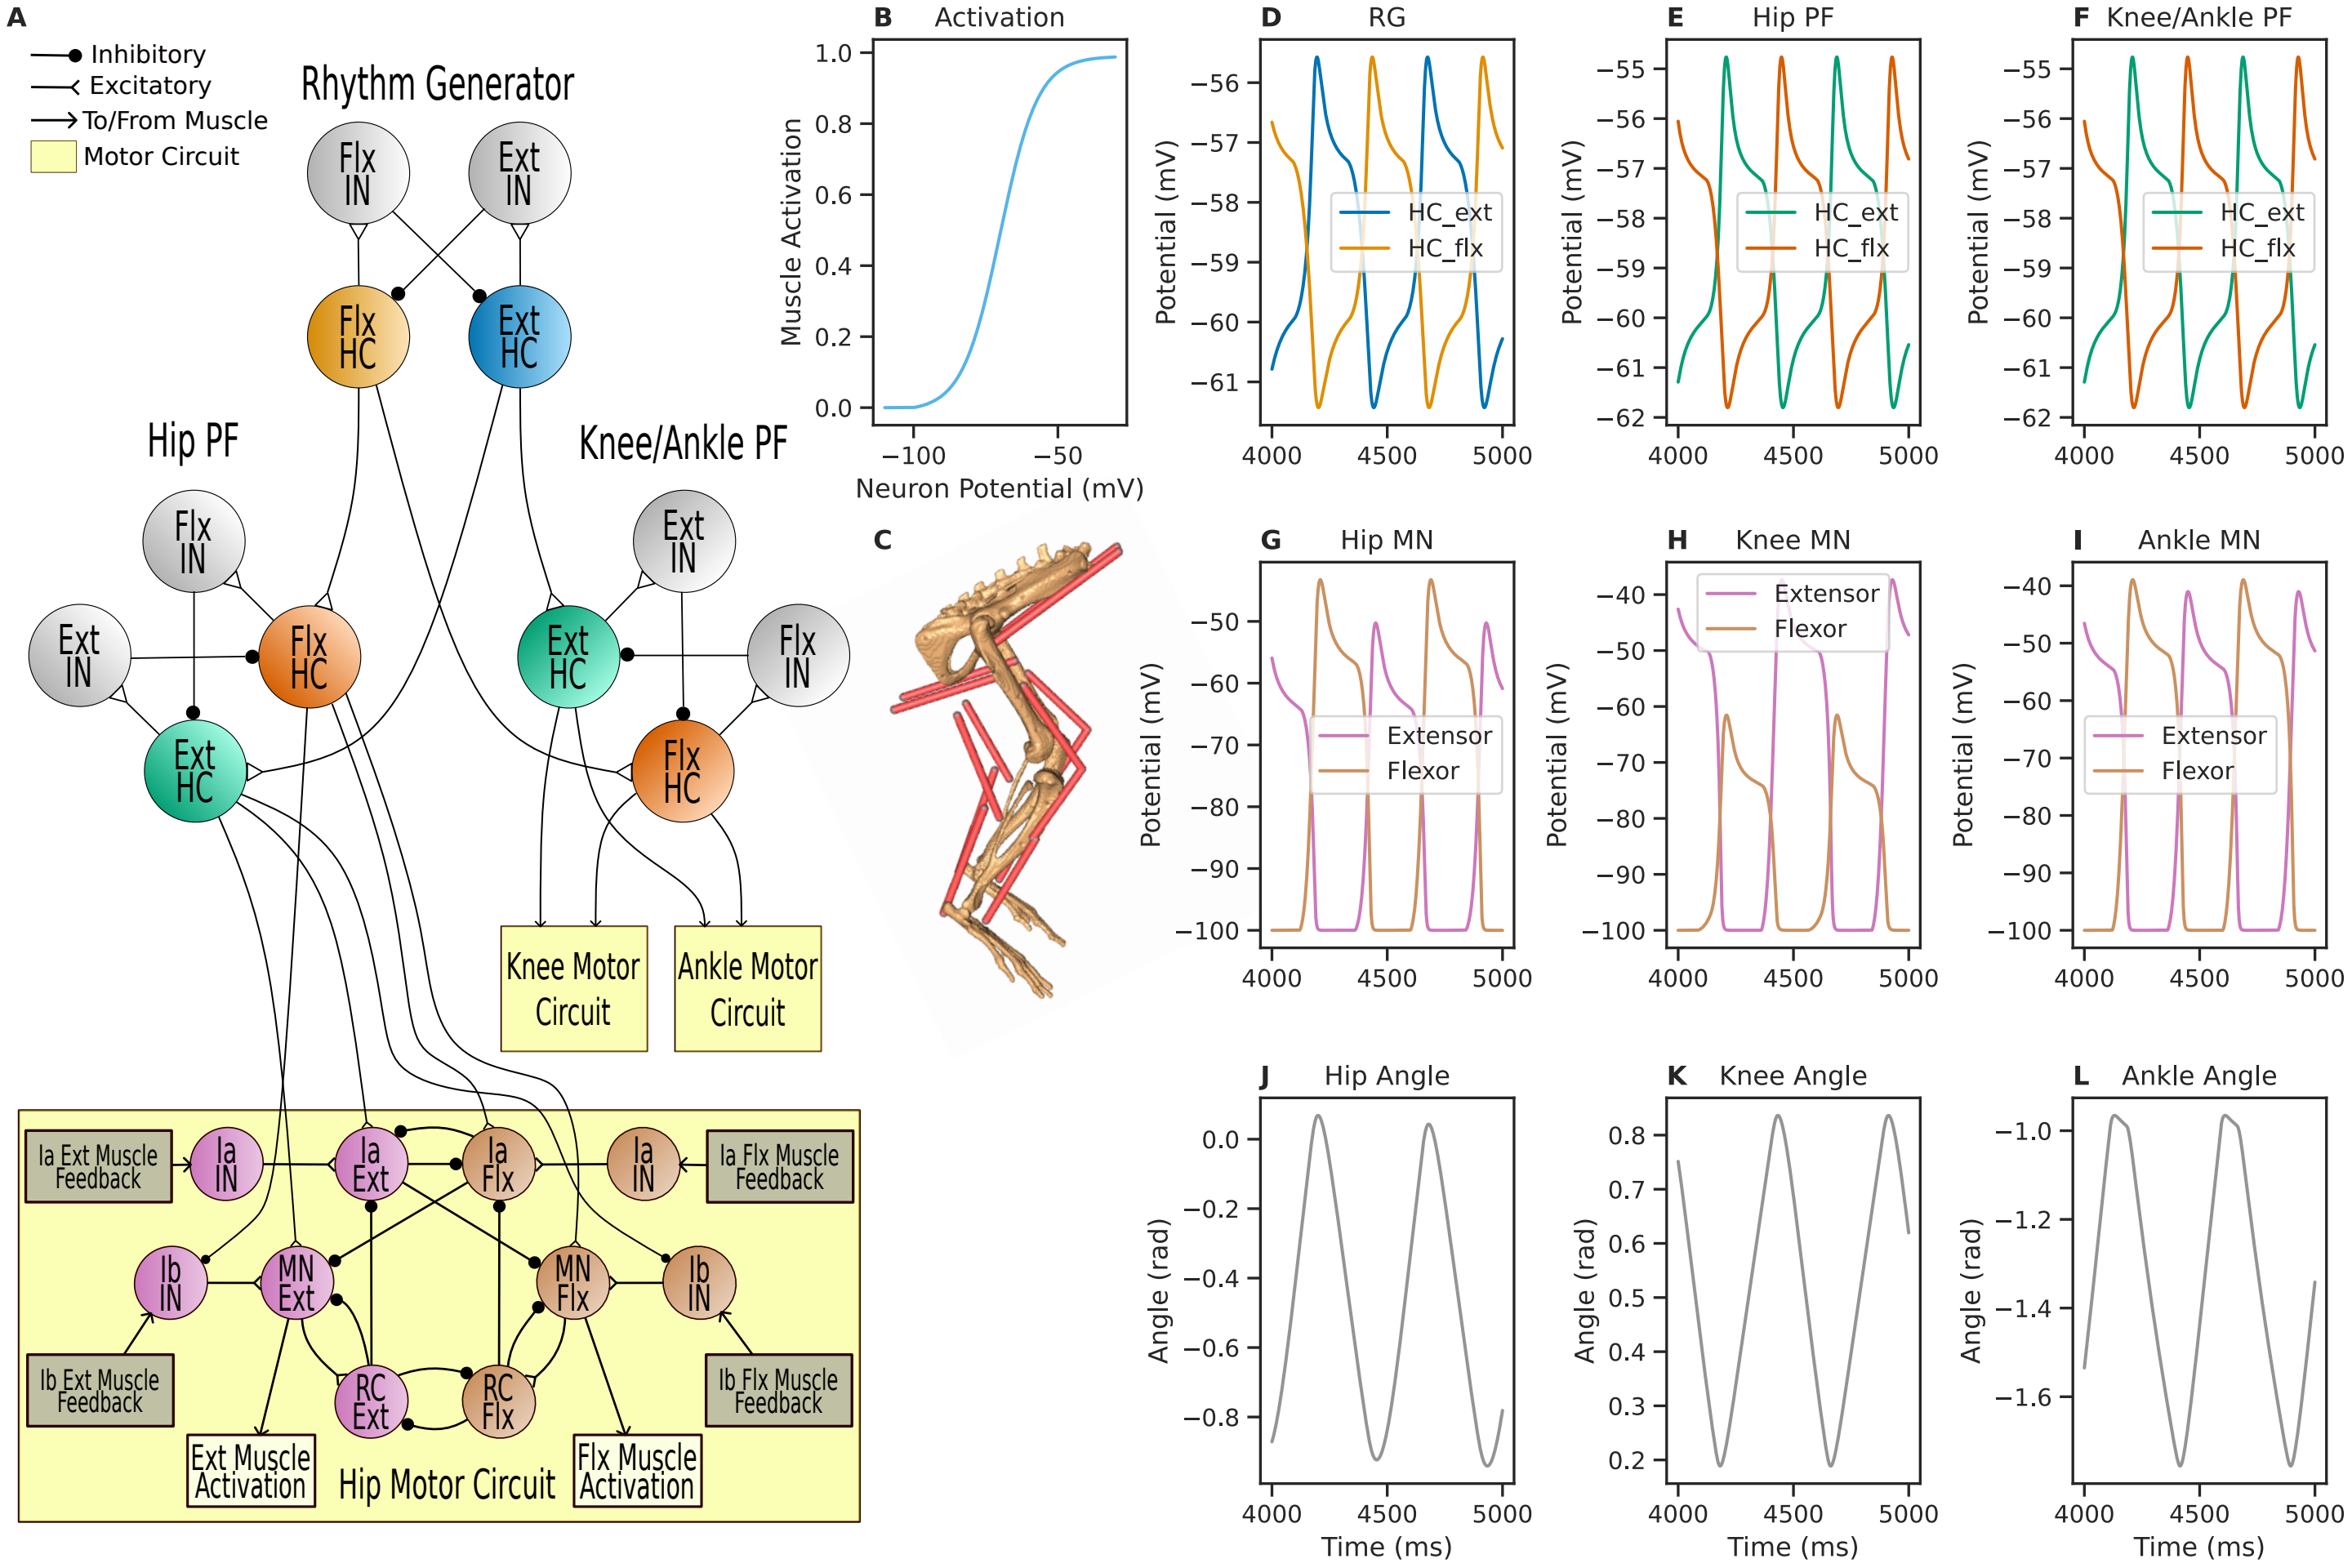 A
Inhibitory
Excitatory
To/From Muscle
Motor Circuit
Rhythm Generator
Flx
IN
Ext
IN
Flx
HC
Ext
HC
Hip PF
Knee/Ankle PF
Flx
IN
Ext
IN
Ext
IN
Flx
HC
Ext
HC
Flx
IN
Ext
HC
Flx
HC
Knee Motor
Circuit
Ankle Motor
Circuit
Ia Ext Muscle
Feedback
Ia
IN
Ia
Ext
Ia
Flx
Ia
IN
Ia Flx Muscle
Feedback
Ib
IN
MN
Ext
MN
Flx
Ib
IN
Ib Ext Muscle
Feedback
RC
Ext
RC
Flx
Ib Flx Muscle
Feedback
Ext Muscle
Activation
Hip Motor Circuit
Flx Muscle
Activation
B Activation
Muscle Activation
1.0
0.8
0.6
0.4
0.2
0.0
−100 −50
Neuron Potential (mV)
C
D RG
Potential (mV)
−56
−57
−58
−59
−60
−61
HC_ext
HC_flx
4000 4500 5000
E Hip PF
Potential (mV)
−55
−56
−57
−58
−59
−60
−61
−62
HC_ext
HC_flx
4000 4500 5000
F Knee/Ankle PF
Potential (mV)
−55
−56
−57
−58
−59
−60
−61
−62
HC_ext
HC_flx
4000 4500 5000
G Hip MN
Potential (mV)
−50
−60
−70
−80
−90
−100
Extensor
Flexor
4000 4500 5000
H Knee MN
Potential (mV)
−40
−50
−60
−70
−80
−90
−100
Extensor
Flexor
4000 4500 5000
I Ankle MN
Potential (mV)
−40
−50
−60
−70
−80
−90
−100
Extensor
Flexor
4000 4500 5000
J Hip Angle
Angle (rad)
0.0
−0.2
−0.4
−0.6
−0.8
4000 4500 5000
Time (ms)
K Knee Angle
Angle (rad)
0.8
0.7
0.6
0.5
0.4
0.3
0.2
4000 4500 5000
Time (ms)
L Ankle Angle
Angle (rad)
−1.0
−1.2
−1.4
−1.6
4000 4500 5000
Time (ms)